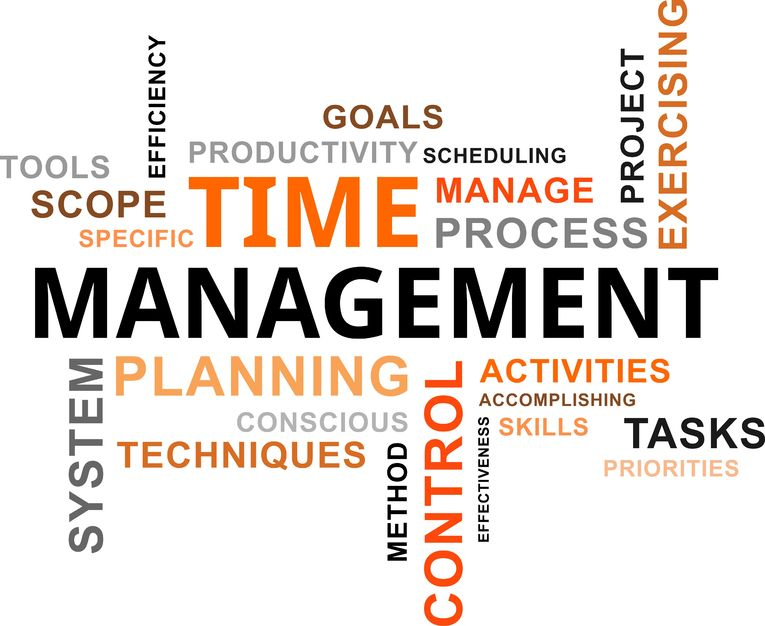 EFFICIENCY
GOALS
PROJECT
EXERCISING
TOOLS
PRODUCTIVITY
SCHEDULING
SCOPE
TIME
MANAGE
SPECIFIC
PROCESS
MANAGEMENT
SYSTEM
PLANNING
CONTROL
ACTIVITIES
ACCOMPLISHING
CONSCIOUS
EFFECTIVENESS
SKILLS
TASKS
TECHNIQUES
METHOD
PRIORITIES